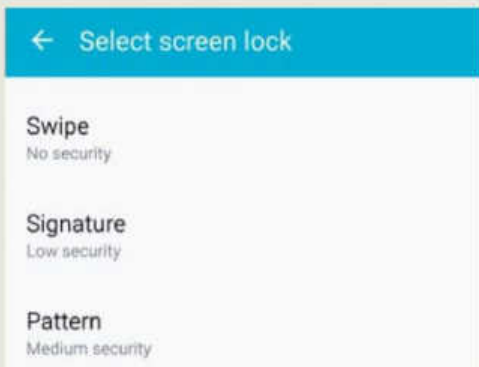 Select screen lock
Swipe
No security
Signature
Low security
Pattern
Medium security